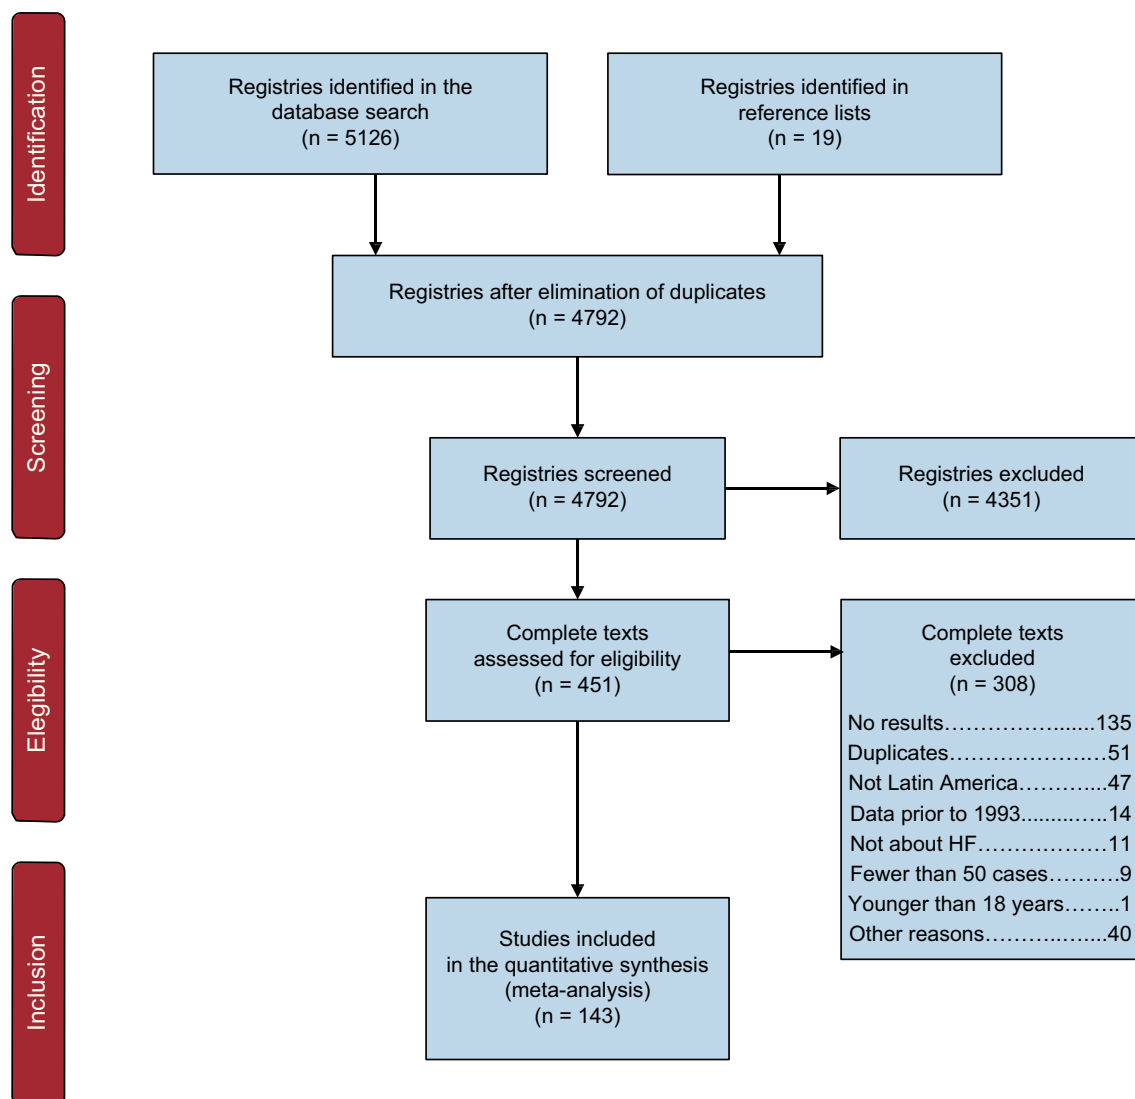 Identification
Registries identified in the
database search
(n = 5126)
Registries identified in
reference lists
(n = 19)
Registries after elimination of duplicates
(n = 4792)
Screening
Registries screened
(n = 4792)
Registries excluded
(n = 4351)
Elegibility
Complete texts
assessed for eligibility
(n = 451)
Complete texts
excluded
(n = 308)
No results…………….......135
Duplicates………………….…51
Not Latin America………....47
Data prior to 1993.........…..14
Not about HF………………11
Fewer than 50 cases………..9
Younger than 18 years……..1
Other reasons………..…....40
Inclusion
Studies included
in the quantitative synthesis
(meta-analysis)
(n = 143)